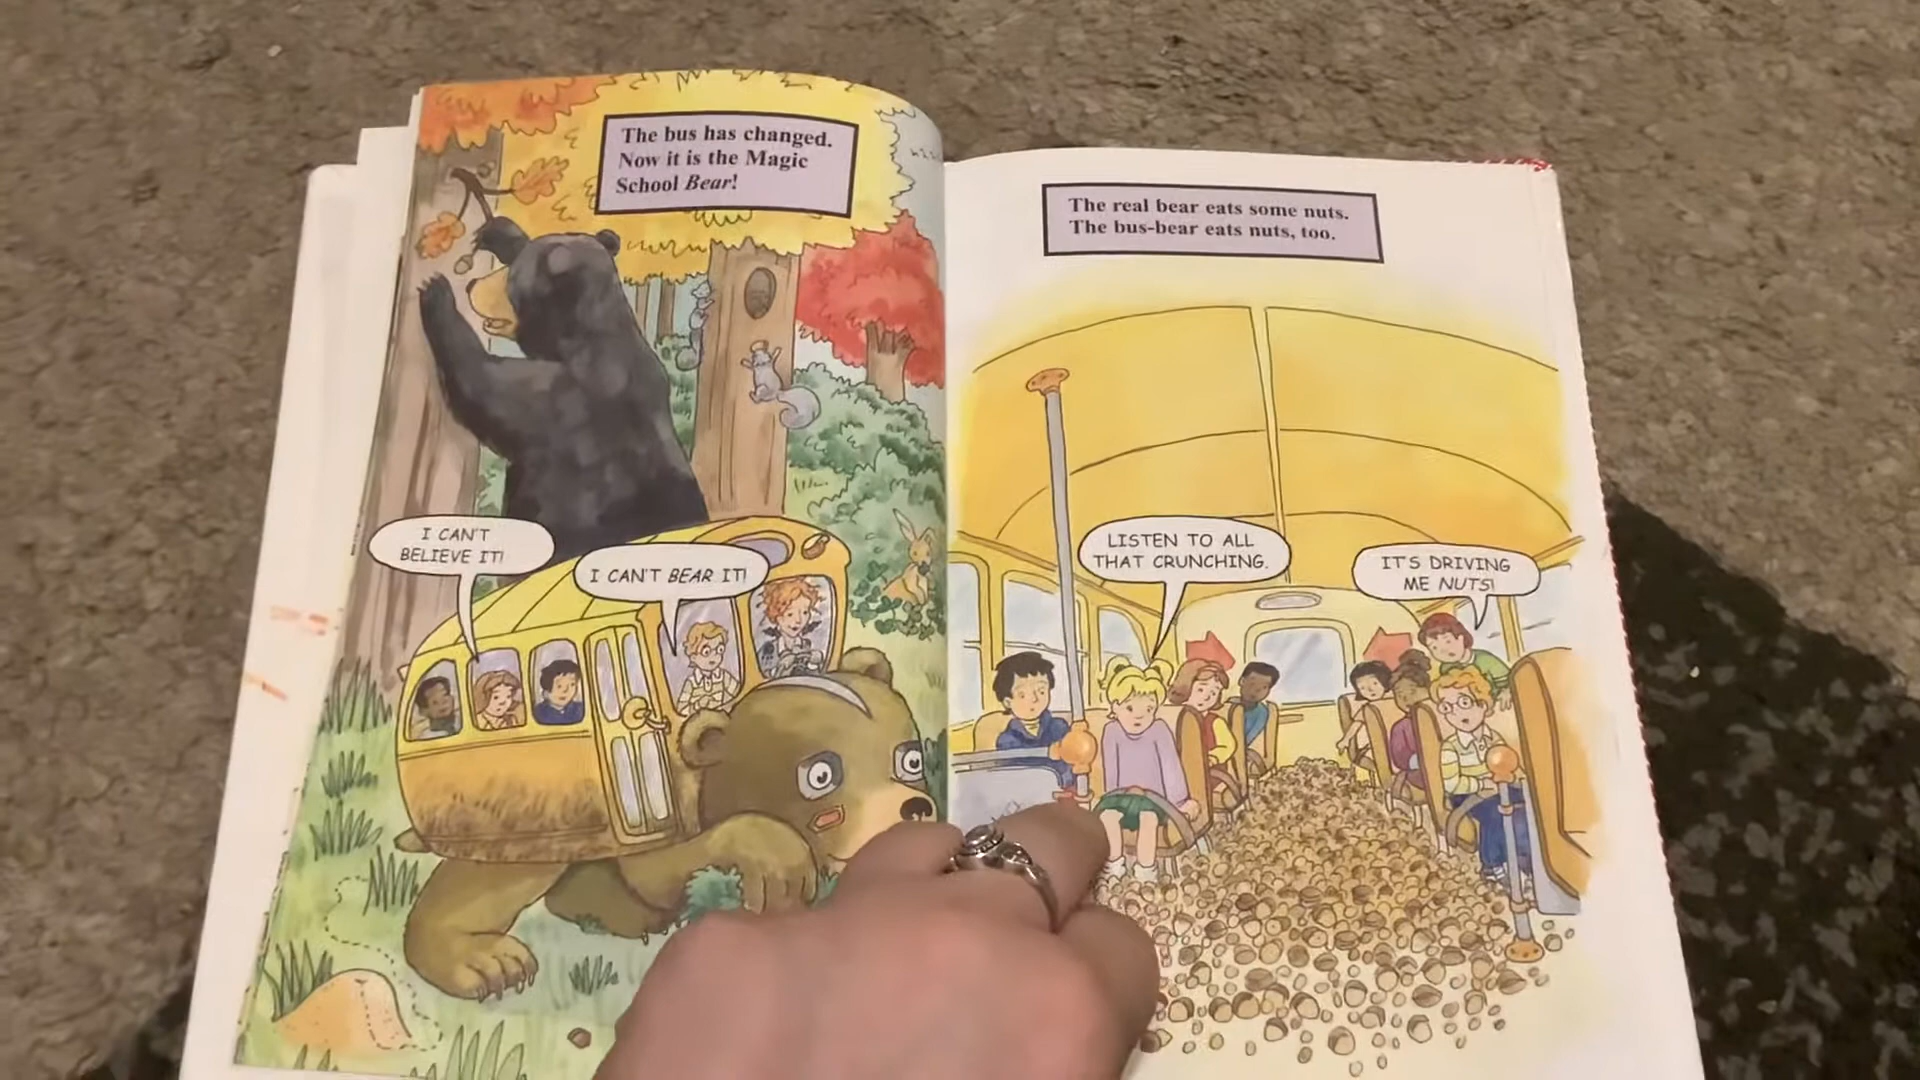 The bus has changed.
Now it is the Magic
School Bear!
I CAN'T
BELIEVE IT!
I CAN'T BEAR IT!
The real bear eats some nuts.
The bus-bear eats nuts, too.
LISTEN TO ALL
THAT CRUNCHING.
IT'S DRIVING
ME NUTS!